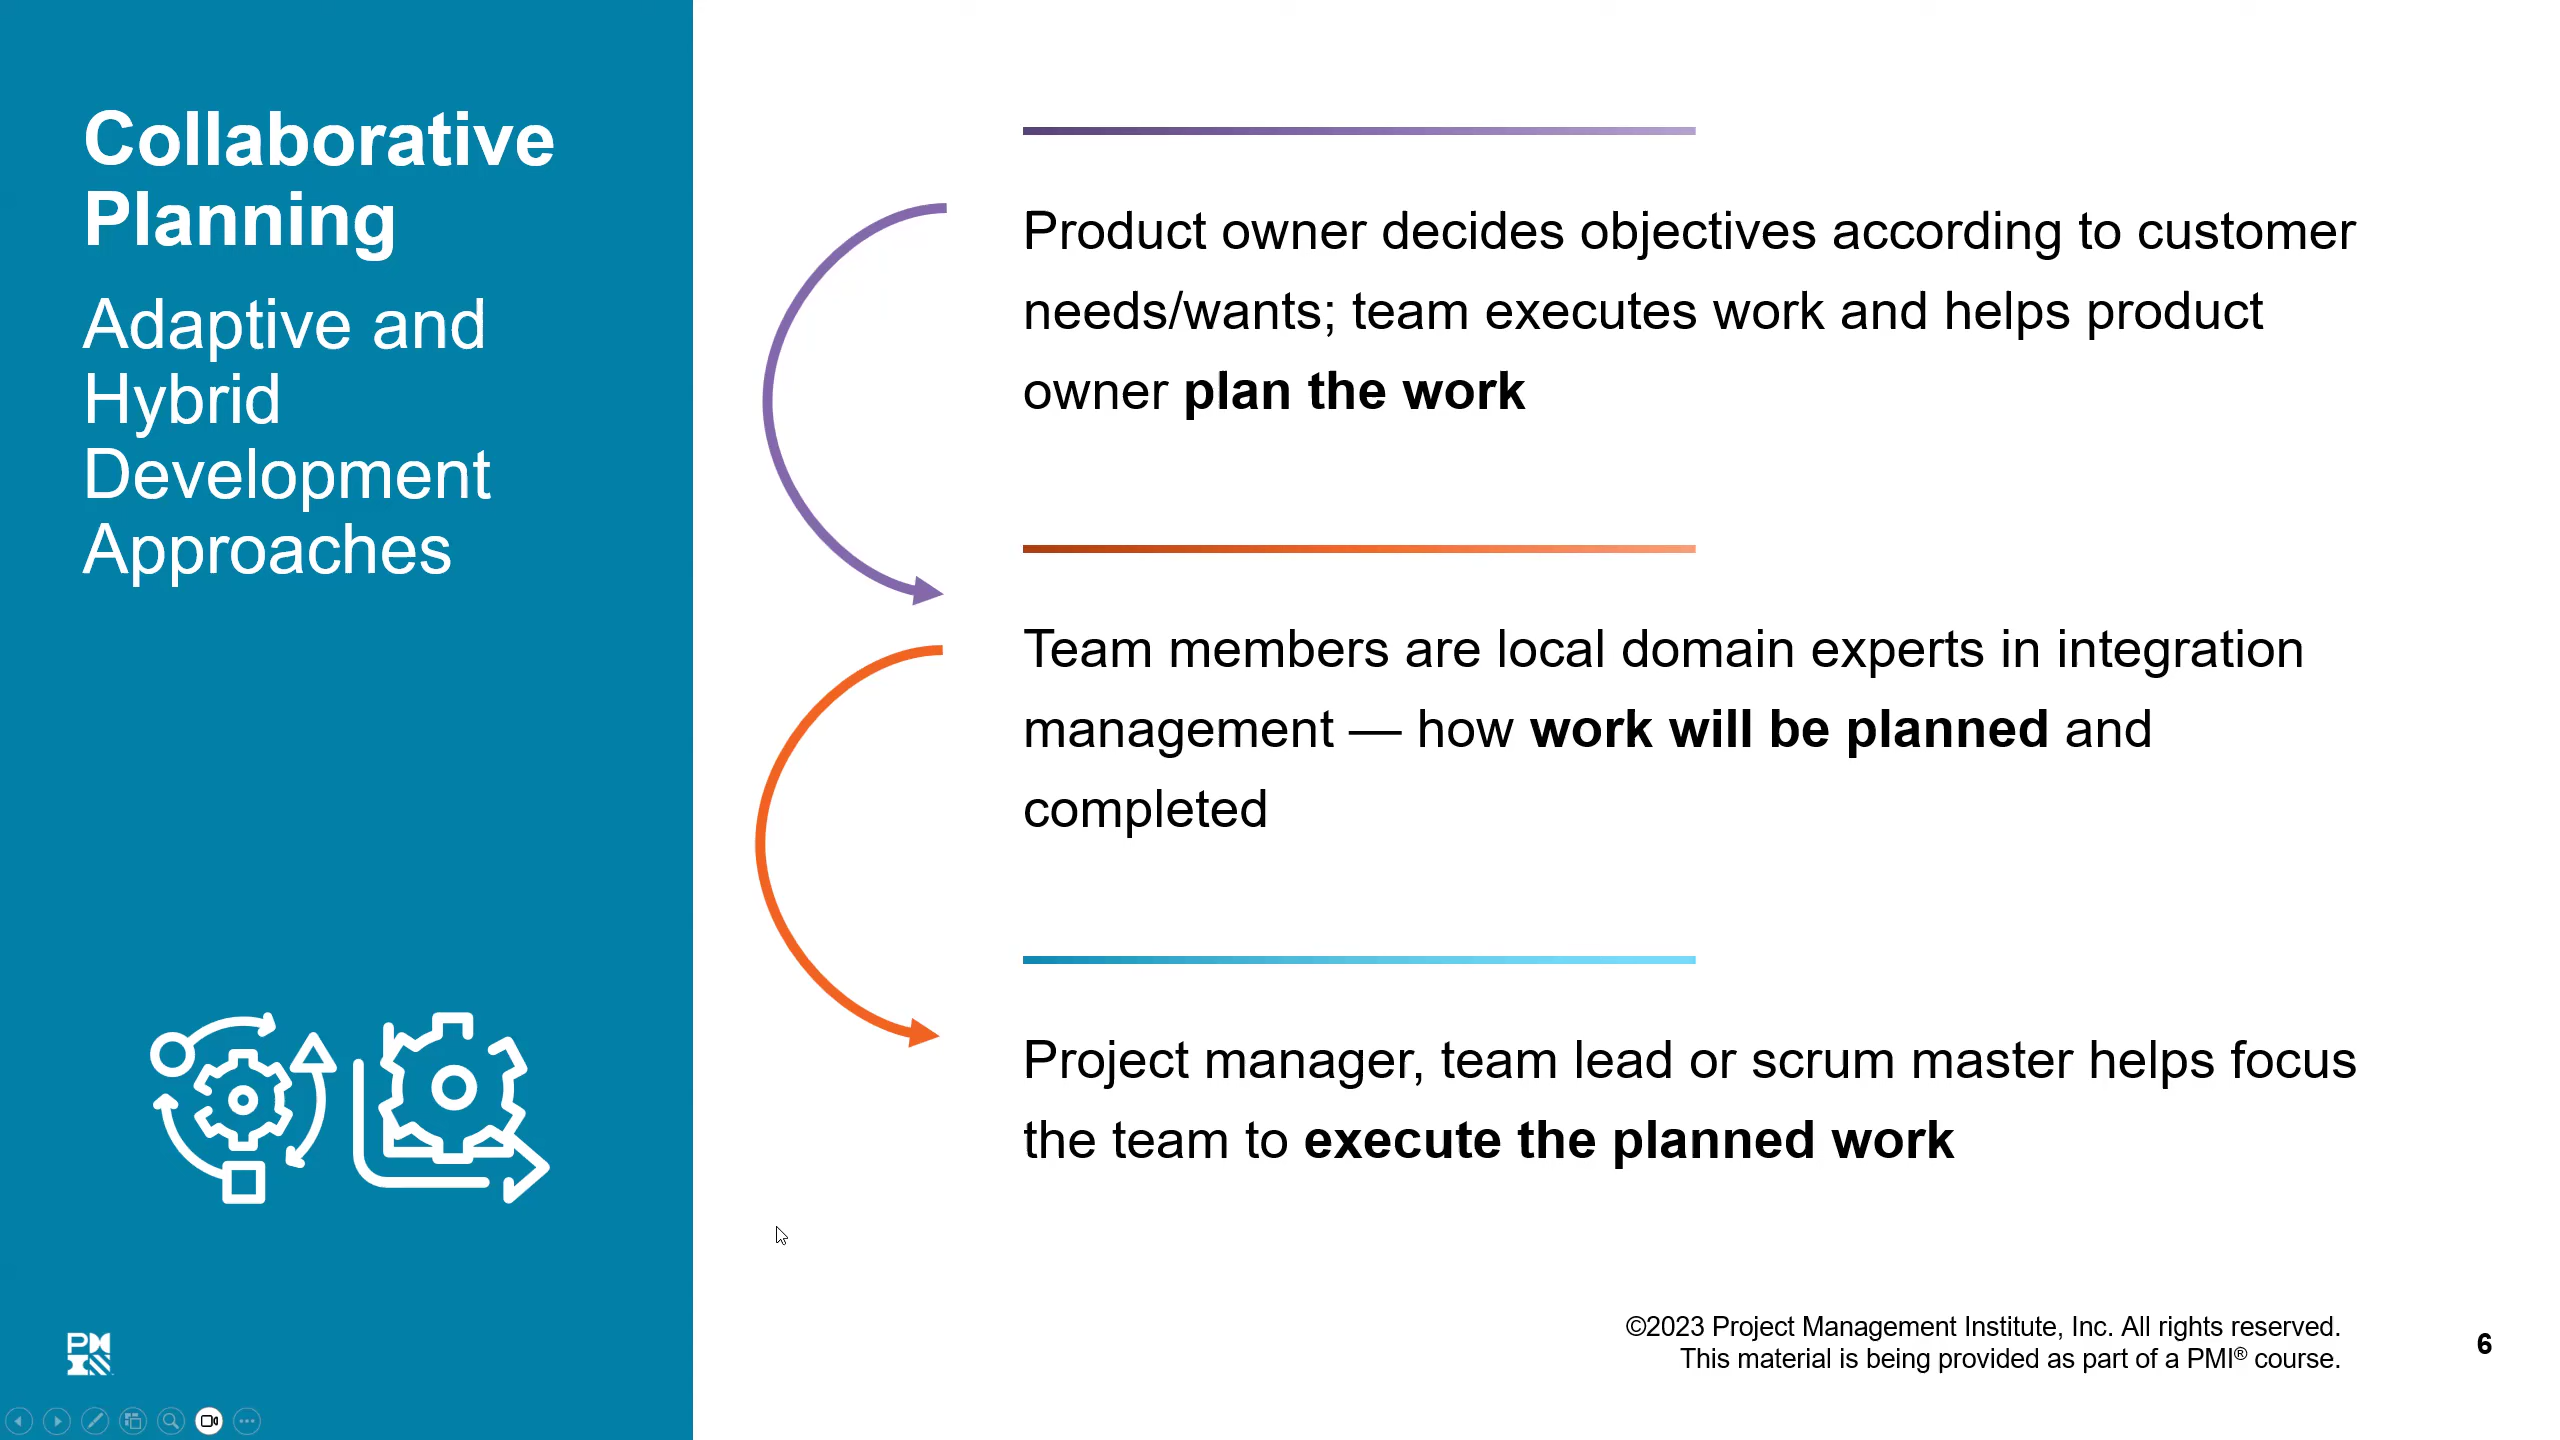 Collaborative
Planning
Adaptive and
Hybrid
Development
Approaches
Product owner decides objectives according to customer
needs/wants; team executes work and helps product
owner plan the work
Team members are local domain experts in integration
management — how work will be planned and
completed
Project manager, team lead or scrum master helps focus
the team to execute the planned work
©2023 Project Management Institute, Inc. All rights reserved.
This material is being provided as part of a PMI® course.
6